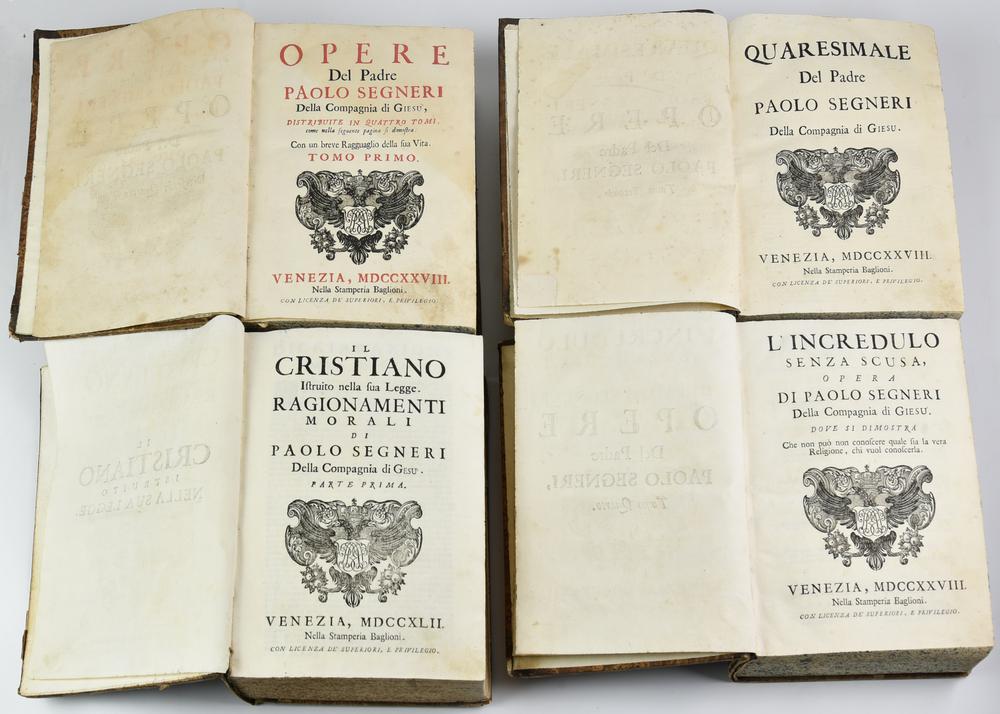 OPERE
Del Padre
PAOLO SEGNERI
Della Compagnia di GIESU',
DISTRIBUITE IN QUATTRO TOMI,
come nella seguente pagina si dimostra.
Con un breve Ragguaglio della sua Vita.
TOMO PRIMO.
VENEZIA, MDCCXXVIII.
Nella Stamperia Baglioni.
CON LICENZA DE' SUPERIORI, E PRIVILEGIO.
QUARESIMALE
Del Padre
PAOLO SEGNERI
Della Compagnia di GIESU.
VENEZIA, MDCCXXVIII.
Nella Stamperia Baglioni.
CON LICENZA DE' SUPERIORI, E PRIVILEGIO.
IL
CRISTIANO
Istruito nella sua Legge.
RAGIONAMENTI
MORALI
DI
PAOLO SEGNERI
Della Compagnia di GESU'.
PARTE PRIMA.
VENEZIA, MDCCXLII.
Nella Stamperia Baglioni.
CON LICENZA DE' SUPERIORI, E PRIVILEGIO.
L'INCREDULO
SENZA SCUSA,
OPERA
DI PAOLO SEGNERI
Della Compagnia di GIESU.
DOVE SI DIMOSTRA
Che non può non conoscere quale sia la vera
Religione, chi vuol conoscerla.
VENEZIA, MDCCXXVIII.
Nella Stamperia Baglioni.
CON LICENZA DE' SUPERIORI, E PRIVILEGIO.